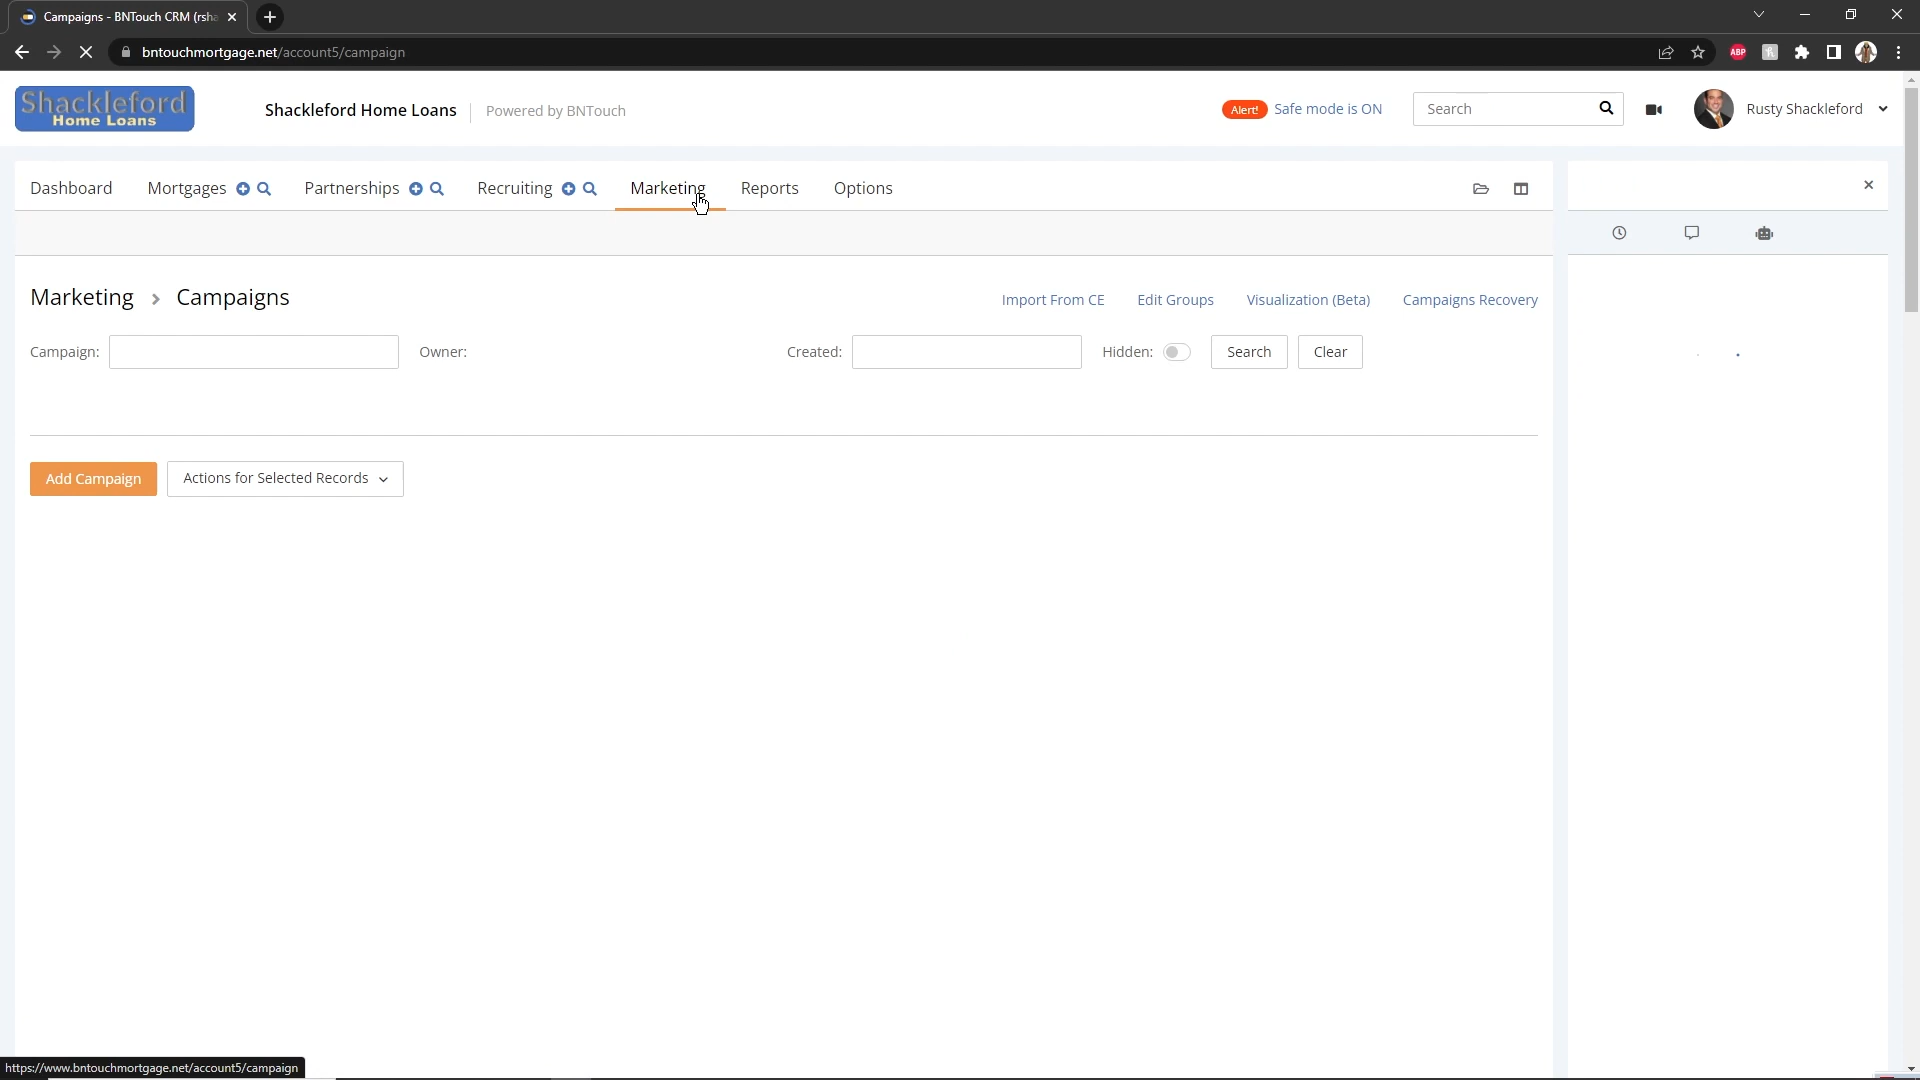 Campaigns - BNTouch CRM (rsha
bntouchmortgage.net/account5/campaign
ABP
Shackleford
Home Loans
Shackleford Home Loans Powered by BNTouch
Alert! Safe mode is ON
Search
Rusty Shackleford
Dashboard Mortgages Partnerships Recruiting Marketing Reports Options
Marketing > Campaigns
Import From CE Edit Groups Visualization (Beta) Campaigns Recovery
Campaign: Owner: Created: Hidden: Search Clear
Add Campaign Actions for Selected Records
https://www.bntouchmortgage.net/account5/campaign